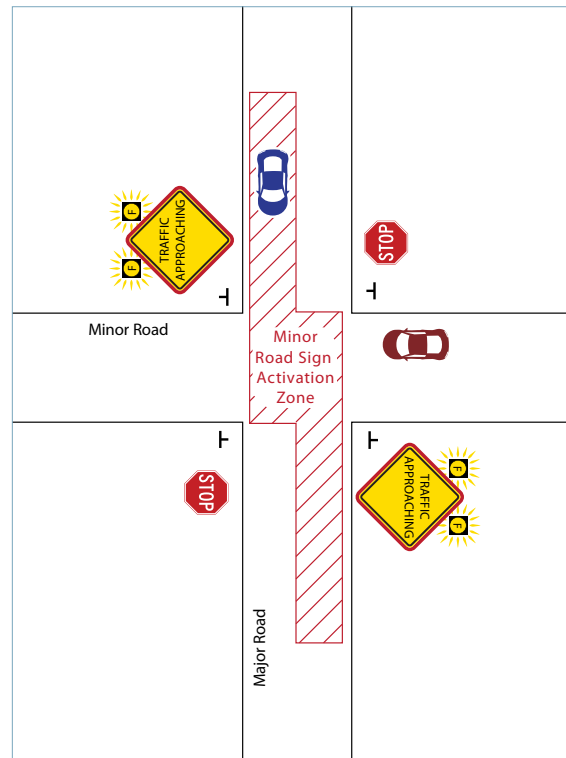 F
F
TRAFFIC
APPROACHING
STOP
Minor Road
Minor
Road Sign
Activation
Zone
STOP
TRAFFIC
APPROACHING
F
F
Major Road